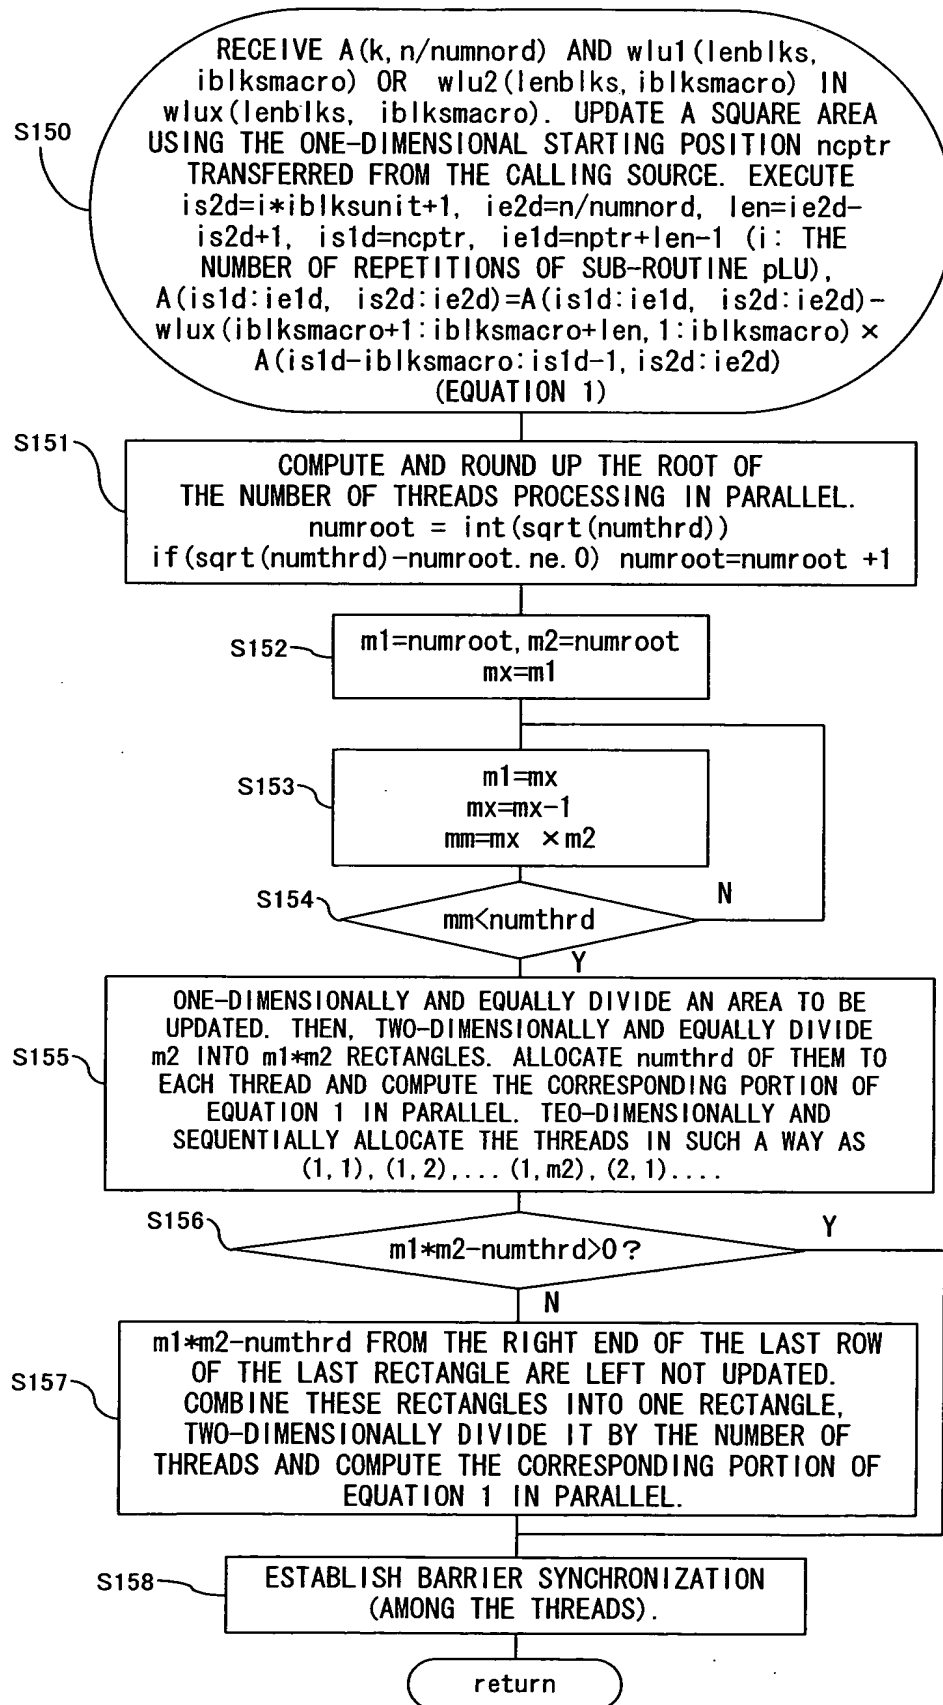 S150
RECEIVE A(k, n/numnord) AND wlu1(lenblks,
iblksmacro) OR wlu2(lenblks, iblksmacro) IN
wlux(lenblks, iblksmacro). UPDATE A SQUARE AREA
USING THE ONE-DIMENSIONAL STARTING POSITION ncptr
TRANSFERRED FROM THE CALLING SOURCE. EXECUTE
is2d=i*iblksunit+1, ie2d=n/numnord, len=ie2d-
is2d+1, is1d=ncptr, ie1d=nptr+len-1 (i: THE
NUMBER OF REPETITIONS OF SUB-ROUTINE pLU),
A(is1d:ie1d, is2d:ie2d)=A(is1d:ie1d, is2d:ie2d)-
wlux(iblksmacro+1:iblksmacro+len, 1:iblksmacro) ×
A(is1d-iblksmacro:is1d-1, is2d:ie2d)
(EQUATION 1)
S151
COMPUTE AND ROUND UP THE ROOT OF
THE NUMBER OF THREADS PROCESSING IN PARALLEL.
numroot = int(sqrt(numthrd))
if(sqrt(numthrd)-numroot.ne.0) numroot=numroot +1
S152
m1=numroot, m2=numroot
mx=m1
S153
m1=mx
mx=mx-1
mm=mx ×m2
S154
mm<numthrd
N
Y
S155
ONE-DIMENSIONALLY AND EQUALLY DIVIDE AN AREA TO BE
UPDATED. THEN, TWO-DIMENSIONALLY AND EQUALLY DIVIDE
m2 INTO m1*m2 RECTANGLES. ALLOCATE numthrd OF THEM TO
EACH THREAD AND COMPUTE THE CORRESPONDING PORTION OF
EQUATION 1 IN PARALLEL. TEO-DIMENSIONALLY AND
SEQUENTIALLY ALLOCATE THE THREADS IN SUCH A WAY AS
(1, 1), (1, 2),... (1, m2), (2, 1)....
S156
m1*m2-numthrd>0?
Y
N
S157
m1*m2-numthrd FROM THE RIGHT END OF THE LAST ROW
OF THE LAST RECTANGLE ARE LEFT NOT UPDATED.
COMBINE THESE RECTANGLES INTO ONE RECTANGLE,
TWO-DIMENSIONALLY DIVIDE IT BY THE NUMBER OF
THREADS AND COMPUTE THE CORRESPONDING PORTION OF
EQUATION 1 IN PARALLEL.
S158
ESTABLISH BARRIER SYNCHRONIZATION
(AMONG THE THREADS).
return